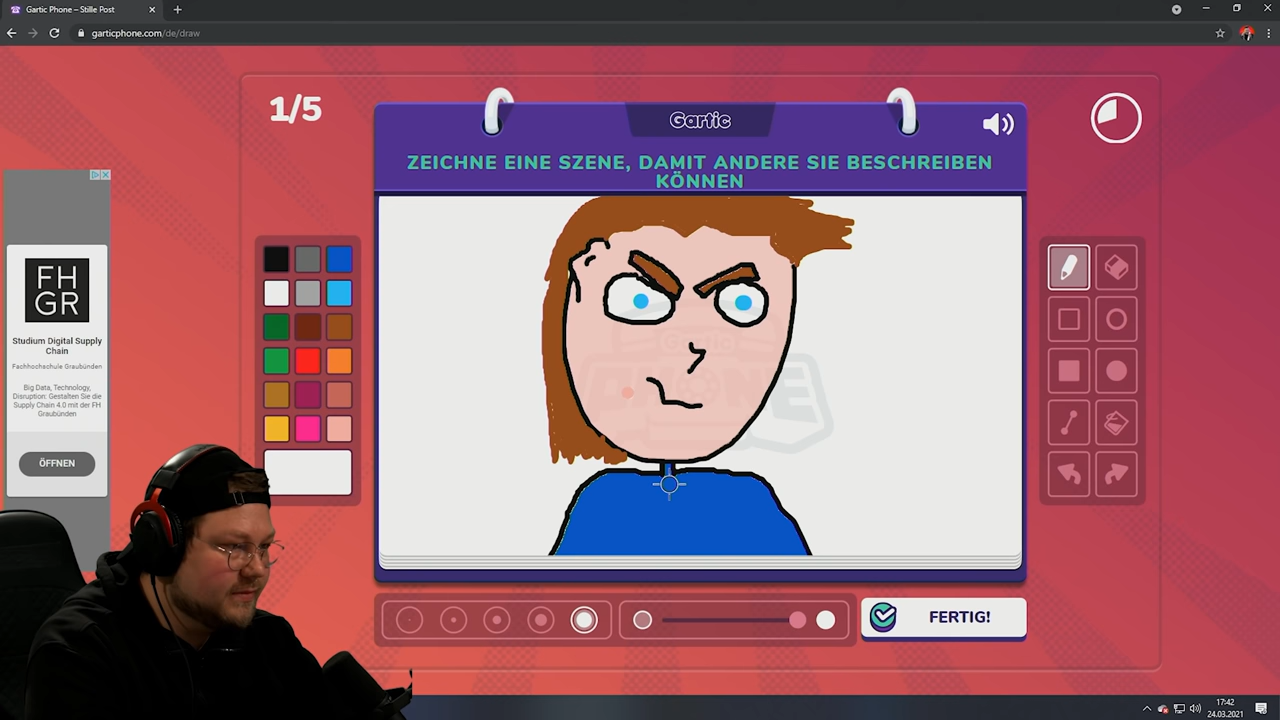 Gartic Phone – Stille Post
garticphone.com/de/draw
1/5
Gartic
ZEICHNE EINE SZENE, DAMIT ANDERE SIE BESCHREIBEN
KÖNNEN
FH
GR
Studium Digital Supply
Chain
Fachhochschule Graubünden
Big Data, Technology,
Disruption: Gestalten Sie die
Supply Chain 4.0 mit der FH
Graubünden
ÖFFNEN
Gartic
PHONE
FERTIG!
17:42
24.03.2021